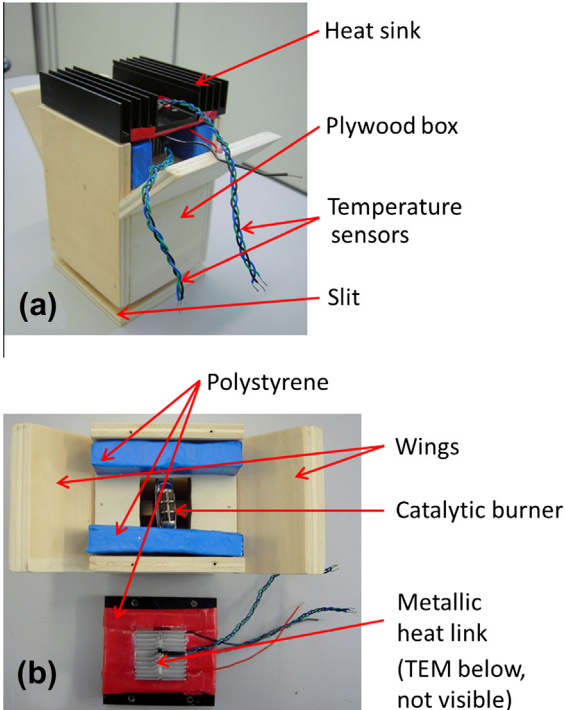 Heat sink
Plywood box
Temperature
sensors
(a)
Slit
Polystyrene
Wings
Catalytic burner
Metallic
heat link
(TEM below,
not visible)
(b)